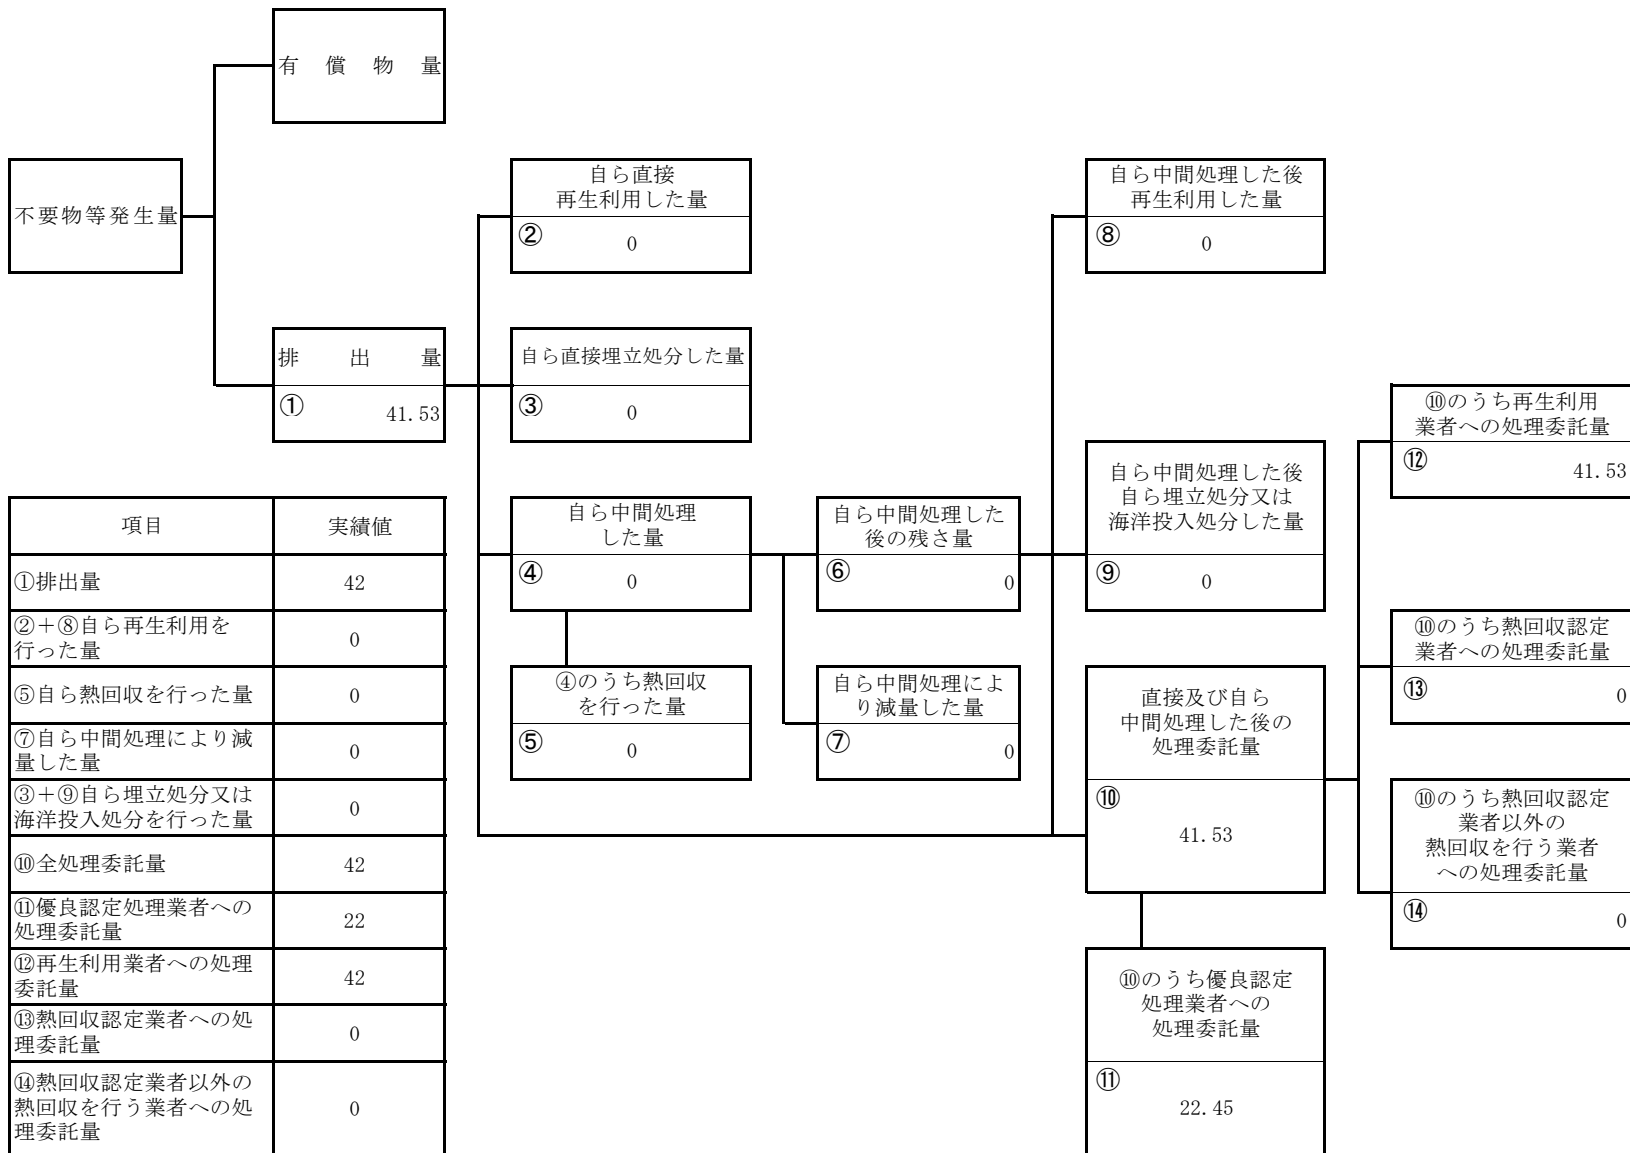 有償物量
不要物等発生量
自ら直接
再生利用した量
② 0
自ら中間処理した後
再生利用した量
⑧ 0
排出量
① 41.53
自ら直接埋立処分した量
③ 0
⑩のうち再生利用
業者への処理委託量
⑫ 41.53
自ら中間処理した後
自ら埋立処分又は
海洋投入処分した量
⑨ 0
自ら中間処理
した量
④ 0
自ら中間処理した
後の残さ量
⑥ 0
④のうち熱回収
を行った量
⑤ 0
自ら中間処理によ
り減量した量
⑦ 0
直接及び自ら
中間処理した後の
処理委託量
⑩
41.53
⑩のうち熱回収認定
業者への処理委託量
⑬ 0
⑩のうち熱回収認定
業者以外の
熱回収を行う業者
への処理委託量
⑭ 0
⑩のうち優良認定
処理業者への
処理委託量
⑪
22.45
項目 実績値
①排出量 42
②＋⑧自ら再生利用を
行った量 0
⑤自ら熱回収を行った量 0
⑦自ら中間処理により減
量した量 0
③＋⑨自ら埋立処分又は
海洋投入処分を行った量 0
⑩全処理委託量 42
⑪優良認定処理業者への
処理委託量 22
⑫再生利用業者への処理
委託量 42
⑬熱回収認定業者への処
理委託量 0
⑭熱回収認定業者以外の
熱回収を行う業者への処
理委託量 0